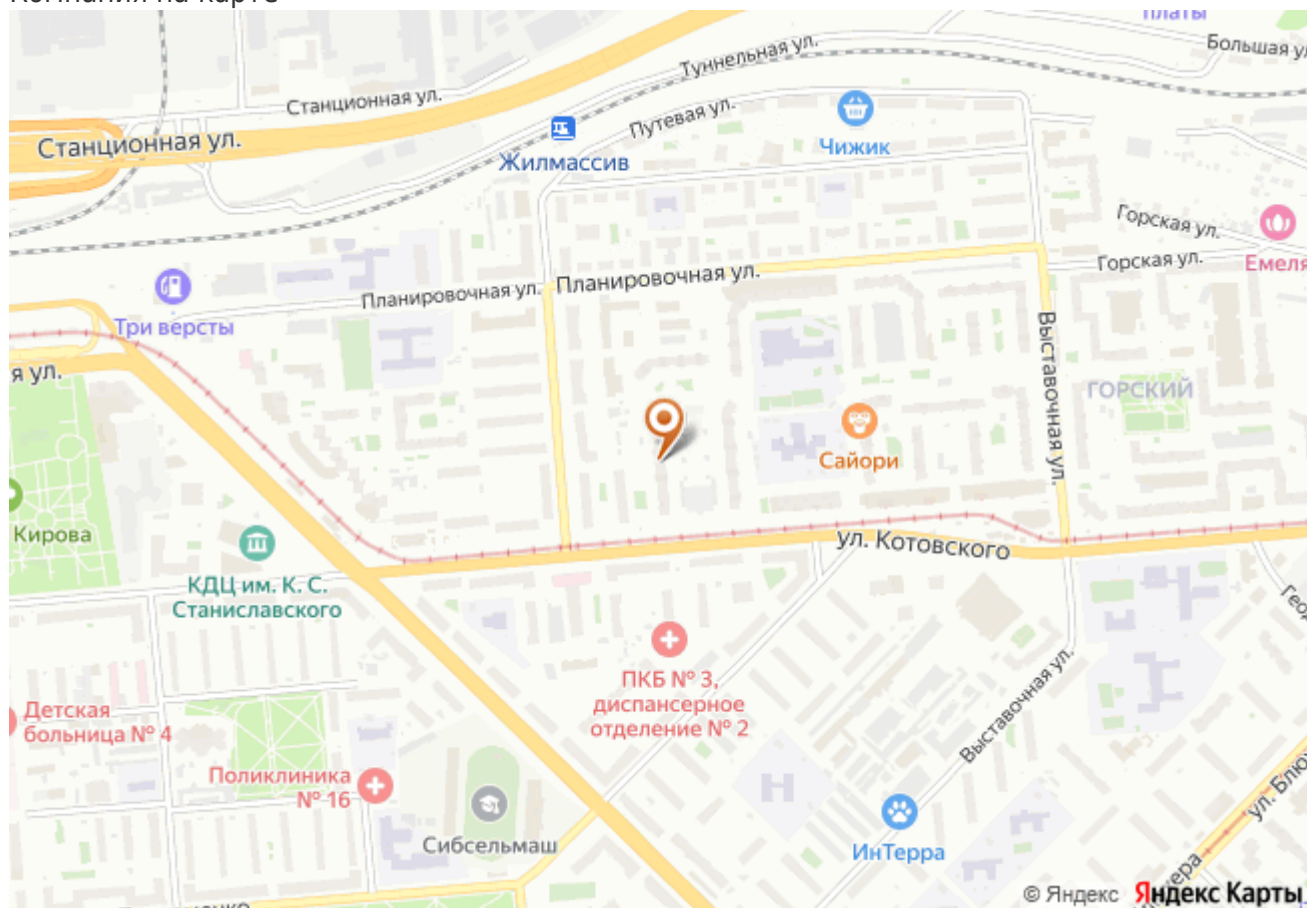 Компания на карте
платы
Большая ул
Туннельная ул.
Станционная ул.
Путевая ул.
Станционная ул.
Чижик
Жилмассив
Горская ул.
Горская ул.
Емеля
Планировочная ул.
Планировочная ул.
Три версты
я ул.
Выставочная ул.
ГОРСКИЙ
Сайори
Кирова
ул. Котовского
КДЦ им. К. С.
Станиславского
Геод
ПКБ № 3,
диспансерное
отделение № 2
Детская
больница № 4
Выставочная ул.
Поликлиника
№ 16
ул. Блюхера
Сибсельмаш
ИнТерра
© Яндекс Яндекс Карты